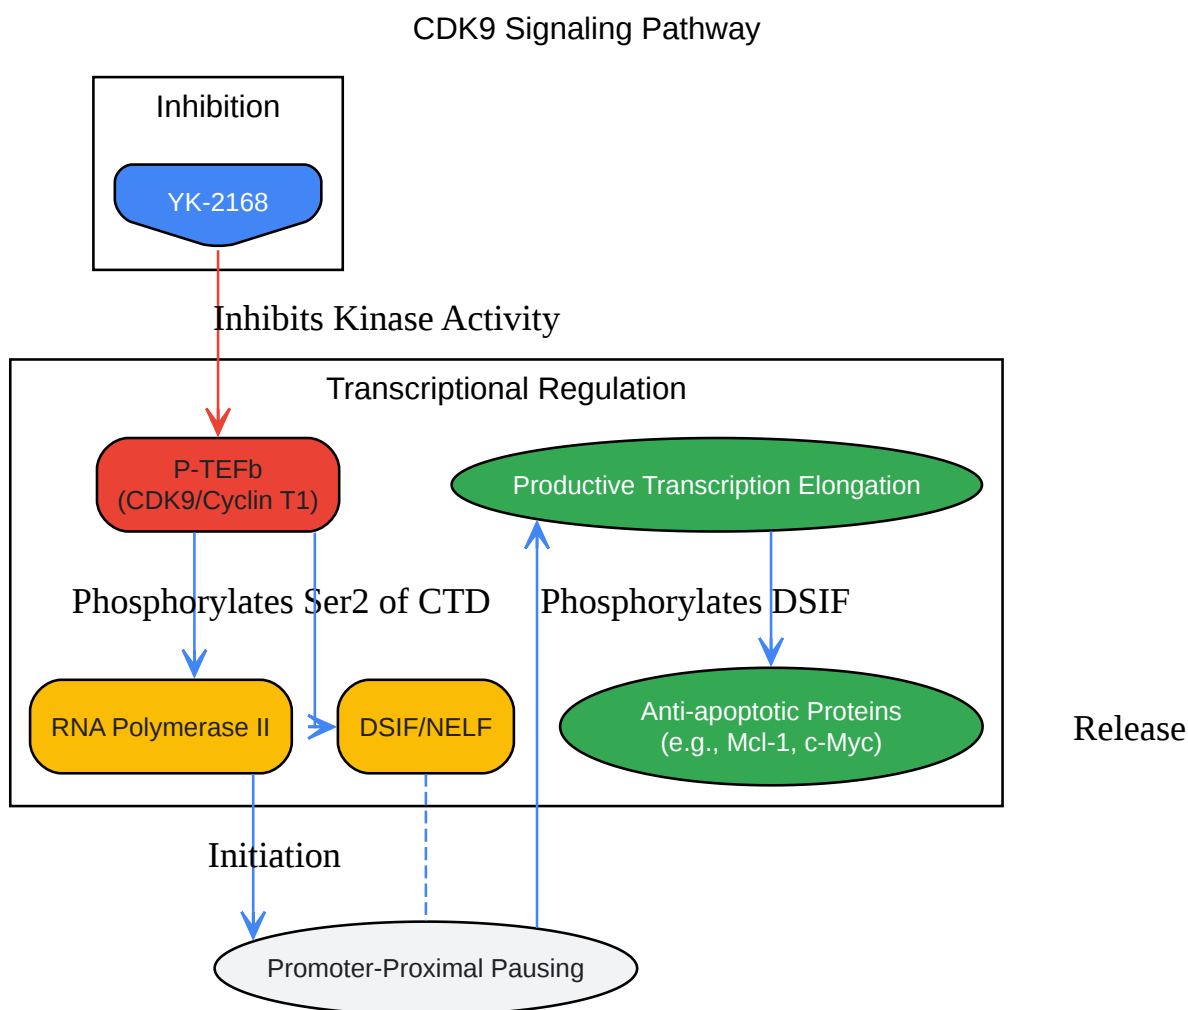 CDK9 Signaling Pathway
Inhibition
YK-2168
Inhibits Kinase Activity
Transcriptional Regulation
P-TEFb
(CDK9/Cyclin T1)
Productive Transcription Elongation
Phosphorylates Ser2 of CTD
Phosphorylates DSIF
RNA Polymerase II
DSIF/NELF
Anti-apoptotic Proteins
(e.g., Mcl-1, c-Myc)
Release
Initiation
Promoter-Proximal Pausing